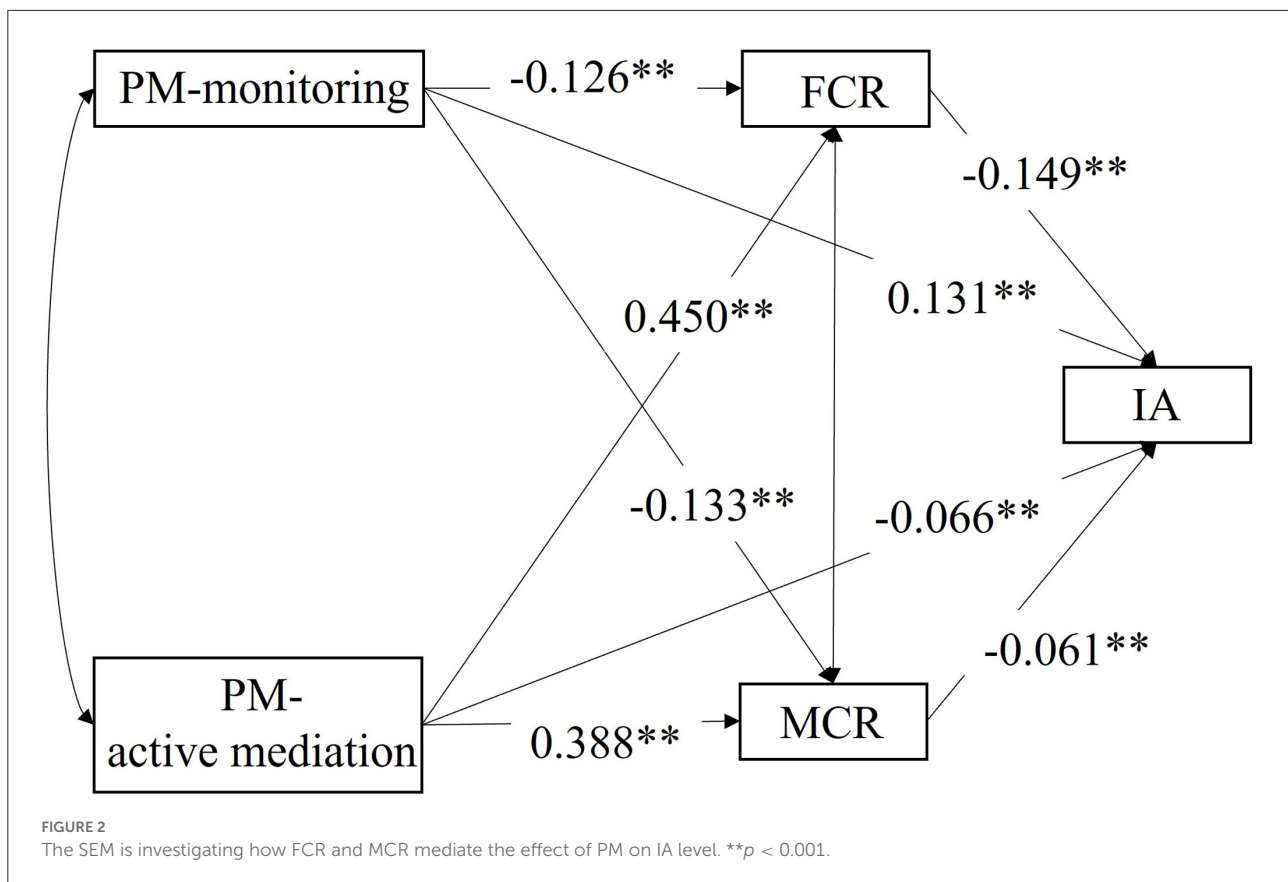 PM-monitoring
-0.126**
FCR
-0.149**
0.131**
0.450**
IA
-0.133**
-0.066**
-0.061**
PM-
active mediation
0.388**
MCR
FIGURE 2
The SEM is investigating how FCR and MCR mediate the effect of PM on IA level. **p < 0.001.